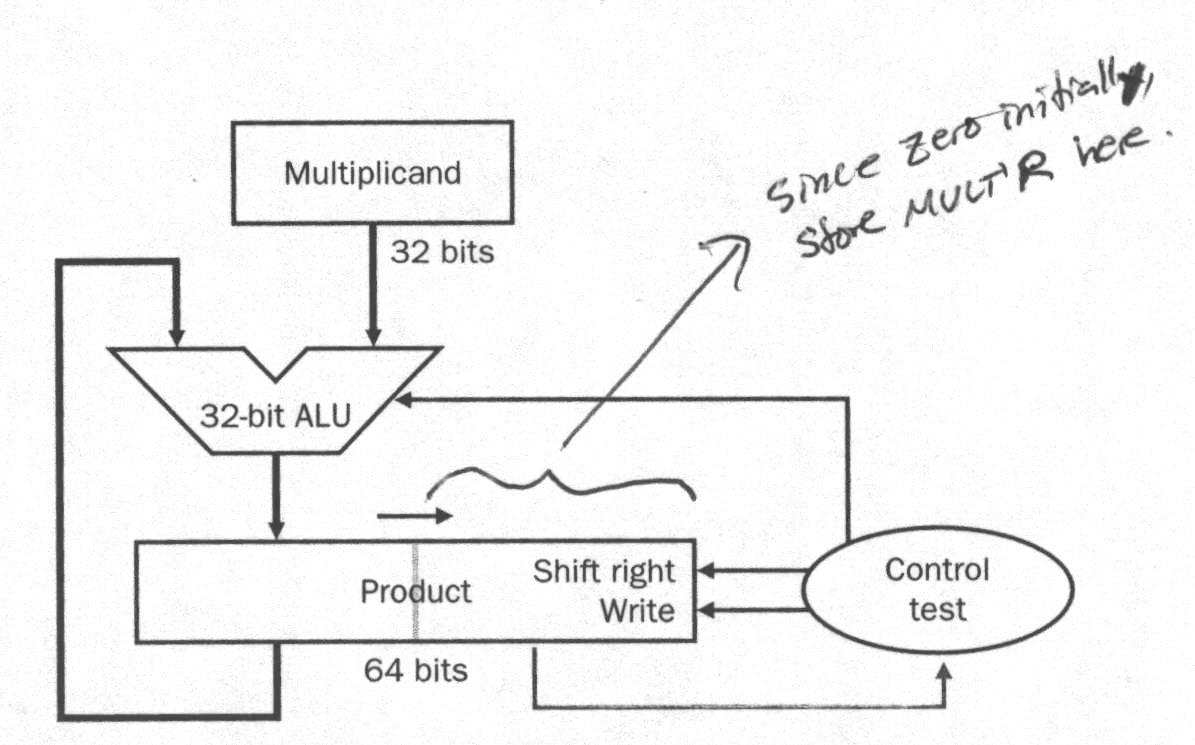 Since Zero initially,
store MULT'R here.
Multiplicand
32 bits
32-bit ALU
Product
Shift right
Write
64 bits
Control
test